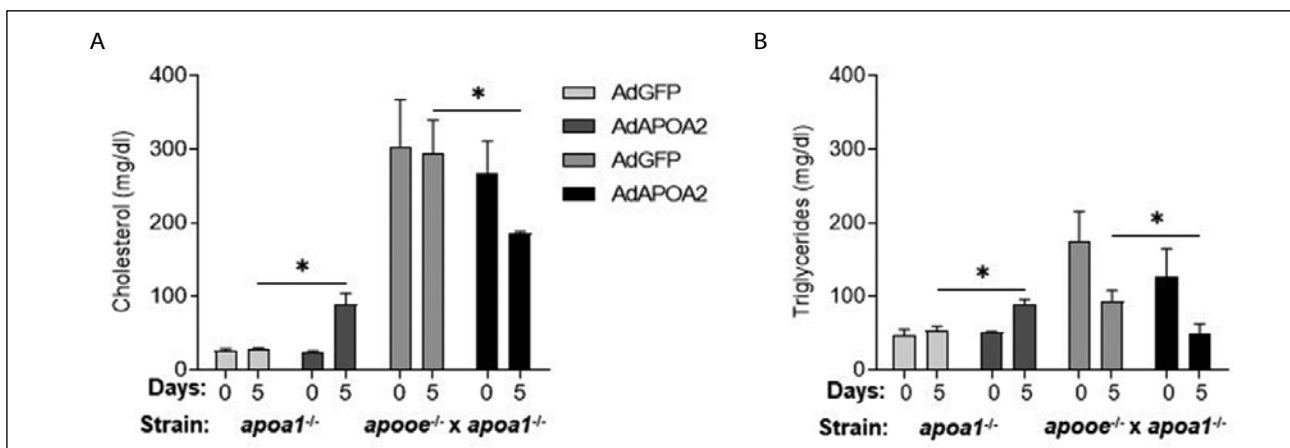 A
Cholesterol (mg/dl)
400
300
200
100
0
*
*
AdGFP
AdAPOA2
AdGFP
AdAPOA2
Days: 0 5 0 5 0 5 0 5
Strain: apoa1-/- apooe-/- x apoa1-/-
B
Triglycerides (mg/dl)
400
300
200
100
0
*
*
Days: 0 5 0 5 0 5 0 5
Strain: apoa1-/- apooe-/- x apoa1-/-